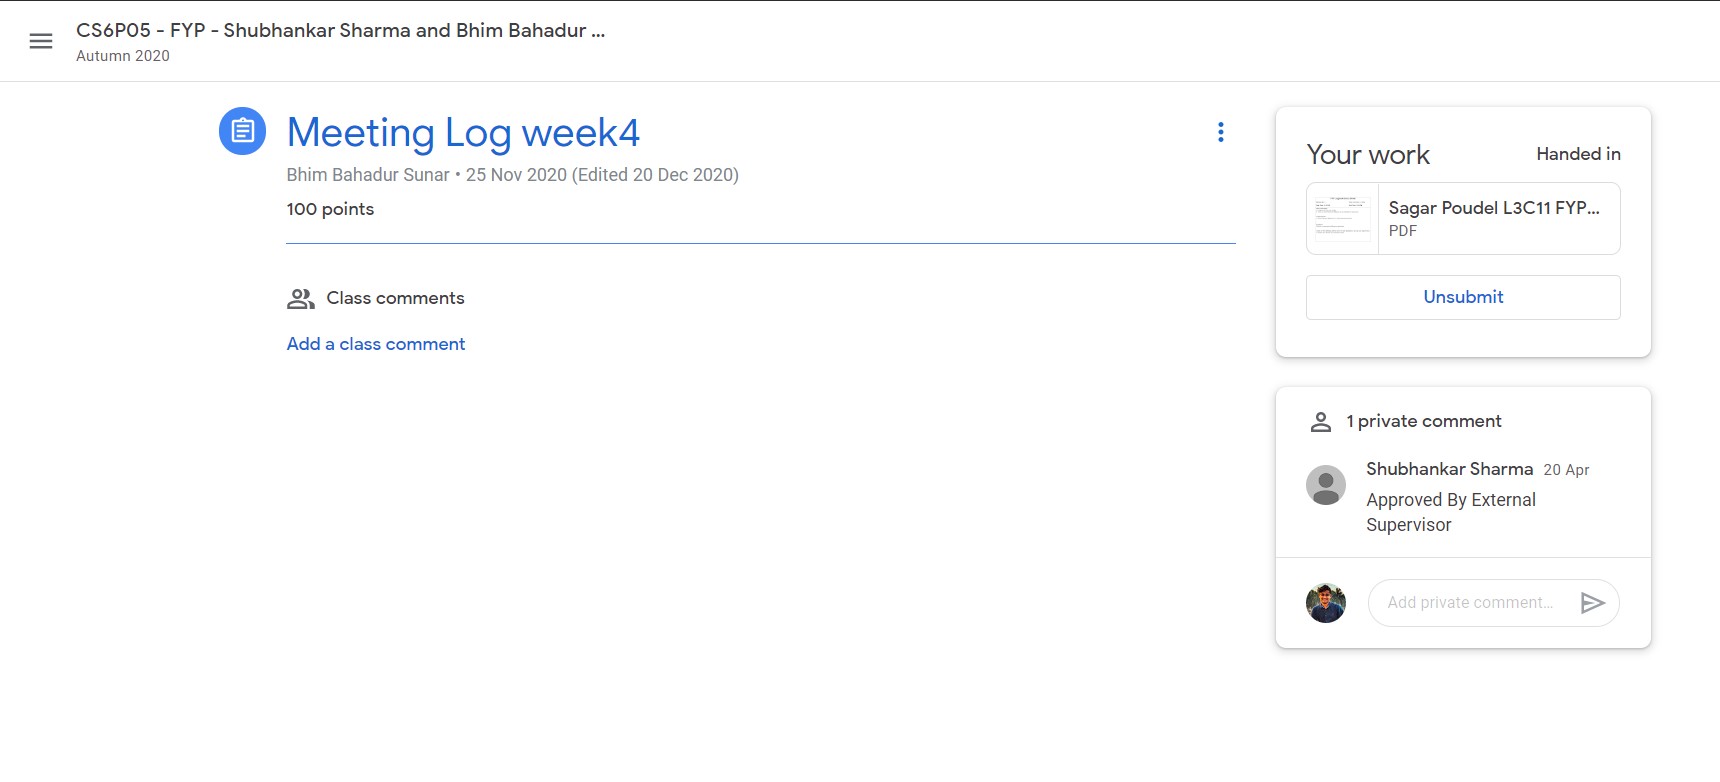 CS6P05 - FYP - Shubhankar Sharma and Bhim Bahadur ...
Autumn 2020
Meeting Log week4
Bhim Bahadur Sunar • 25 Nov 2020 (Edited 20 Dec 2020)
100 points
Class comments
Add a class comment
Your work
Handed in
Sagar Poudel L3C11 FYP...
PDF
Unsubmit
1 private comment
Shubhankar Sharma 20 Apr
Approved By External
Supervisor
Add private comment...